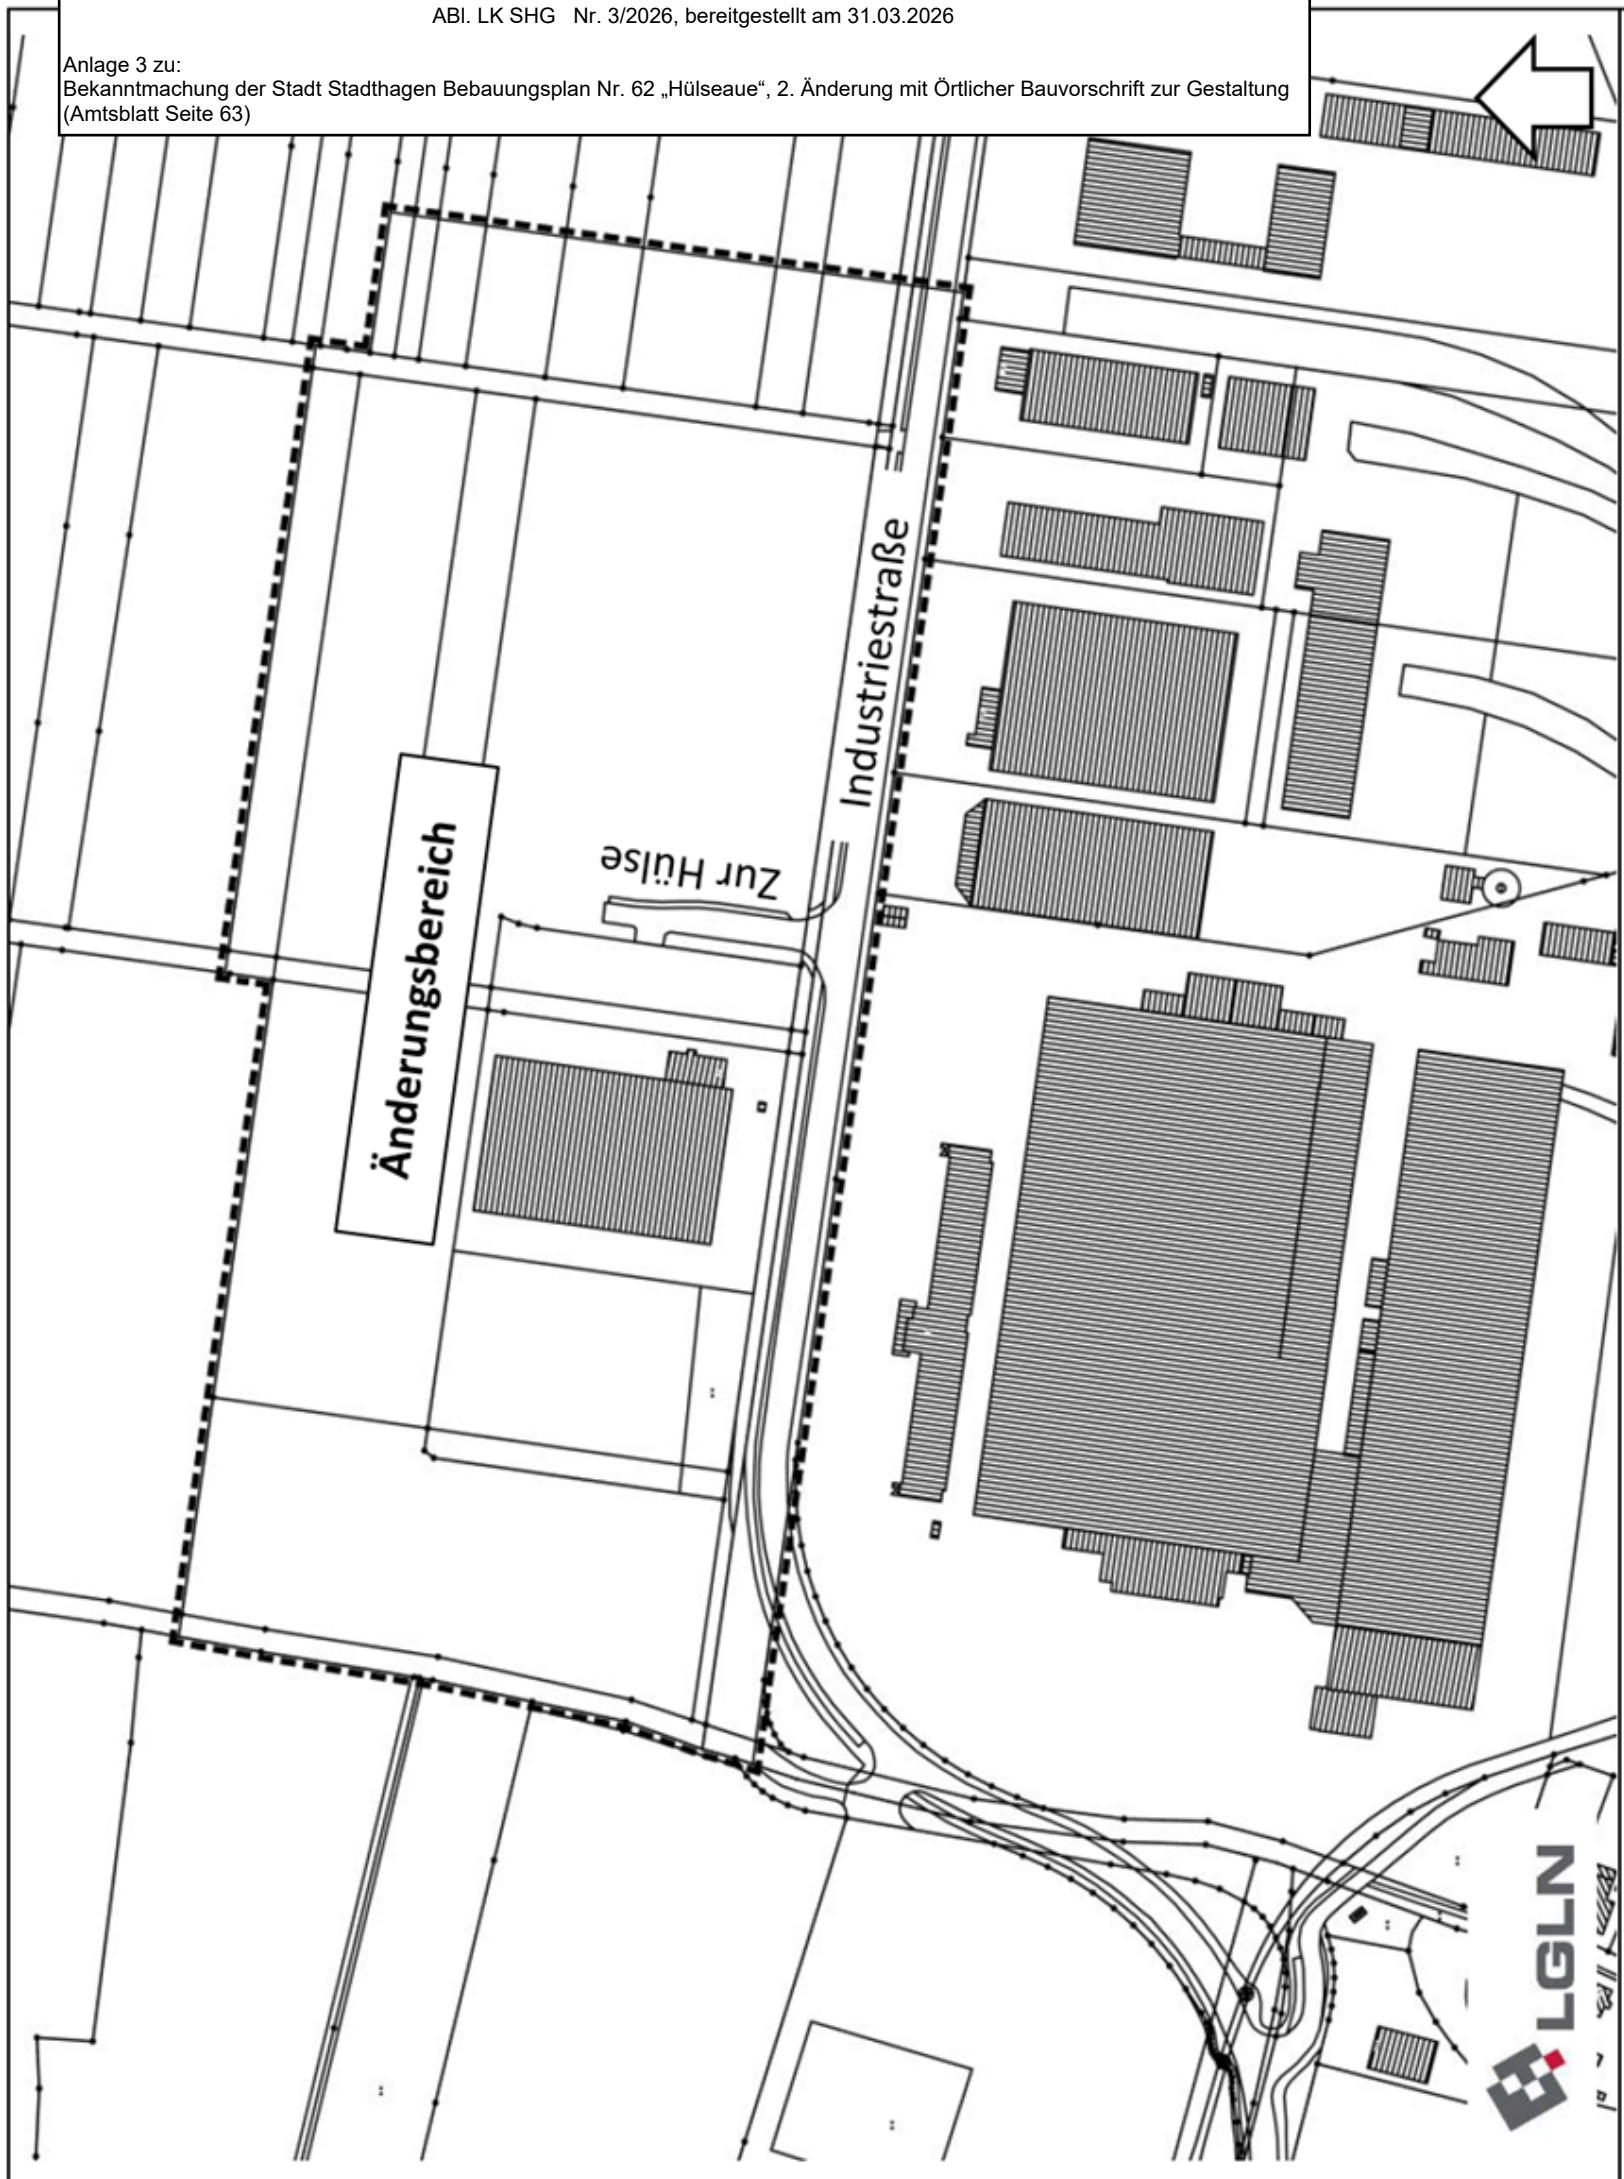 ABl. LK SHG Nr. 3/2026, bereitgestellt am 31.03.2026
Anlage 3 zu:
Bekanntmachung der Stadt Stadthagen Bebauungsplan Nr. 62 „Hülseaue“, 2. Änderung mit Örtlicher Bauvorschrift zur Gestaltung
(Amtsblatt Seite 63)
Industriestraße
Zur Hülse
Änderungsbereich
LGLN